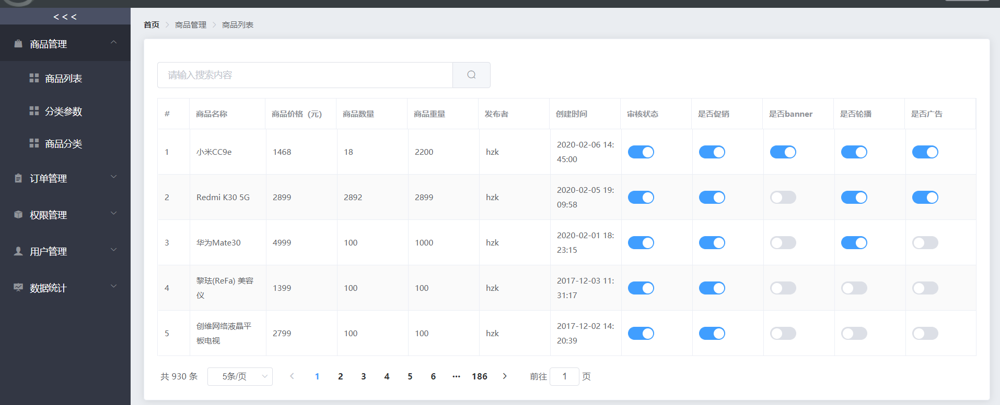 < < <
商品管理
商品列表
分类参数
商品分类
订单管理
权限管理
用户管理
数据统计
首页 > 商品管理 > 商品列表
请输入搜索内容
# 商品名称 商品价格（元） 商品数量 商品重量 发布者 创建时间 审核状态 是否促销 是否banner 是否轮播 是否广告
1 小米CC9e 1468 18 2200 hzk 2020-02-06 14:
45:00
2 Redmi K30 5G 2899 2892 2899 hzk 2020-02-05 19:
09:58
3 华为Mate30 4999 100 1000 hzk 2020-02-01 18:
23:15
4 黎珐(ReFa) 美容 1399 100 100 hzk 2017-12-03 11:
仪 31:17
5 创维网络液晶平 2799 100 100 hzk 2017-12-02 14:
板电视 20:39
共 930 条 5条/页 < 1 2 3 4 5 6 ··· 186 > 前往 1 页